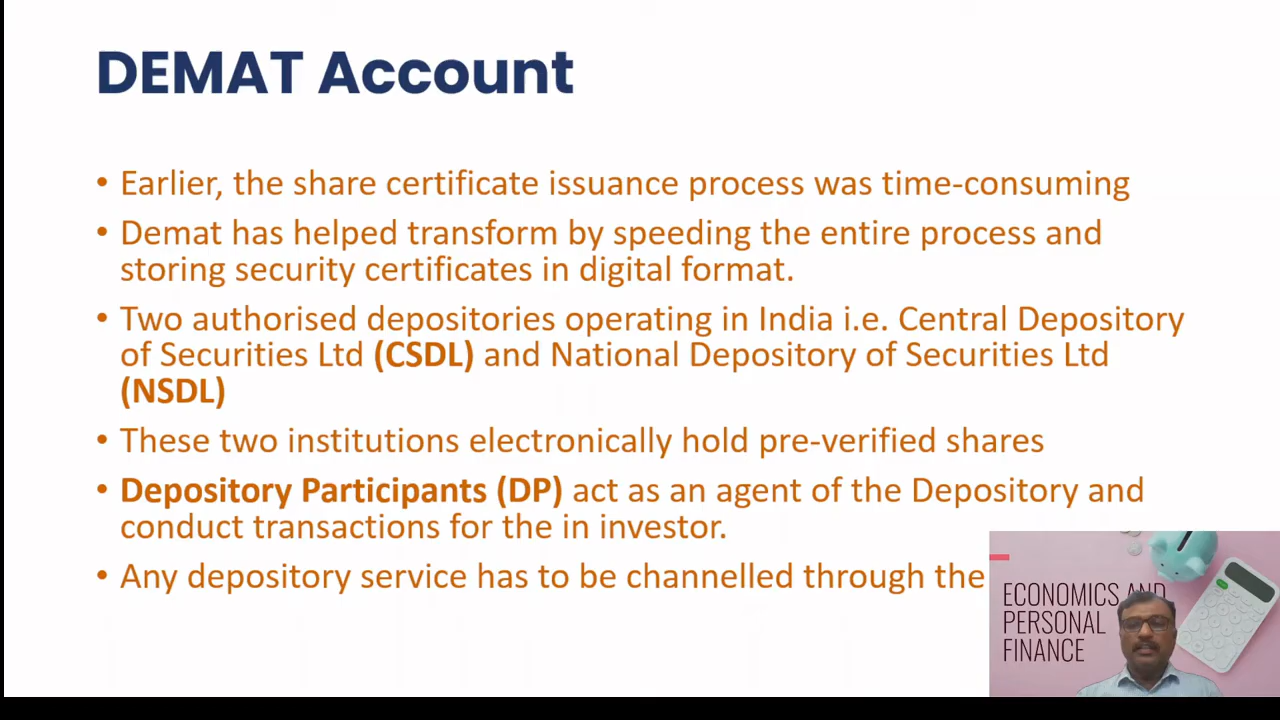 DEMAT Account
• Earlier, the share certificate issuance process was time-consuming
• Demat has helped transform by speeding the entire process and
storing security certificates in digital format.
• Two authorised depositories operating in India i.e. Central Depository
of Securities Ltd (CSDL) and National Depository of Securities Ltd
(NSDL)
• These two institutions electronically hold pre-verified shares
• Depository Participants (DP) act as an agent of the Depository and
conduct transactions for the in investor.
• Any depository service has to be channelled through the
ECONOMICS AND
PERSONAL
FINANCE